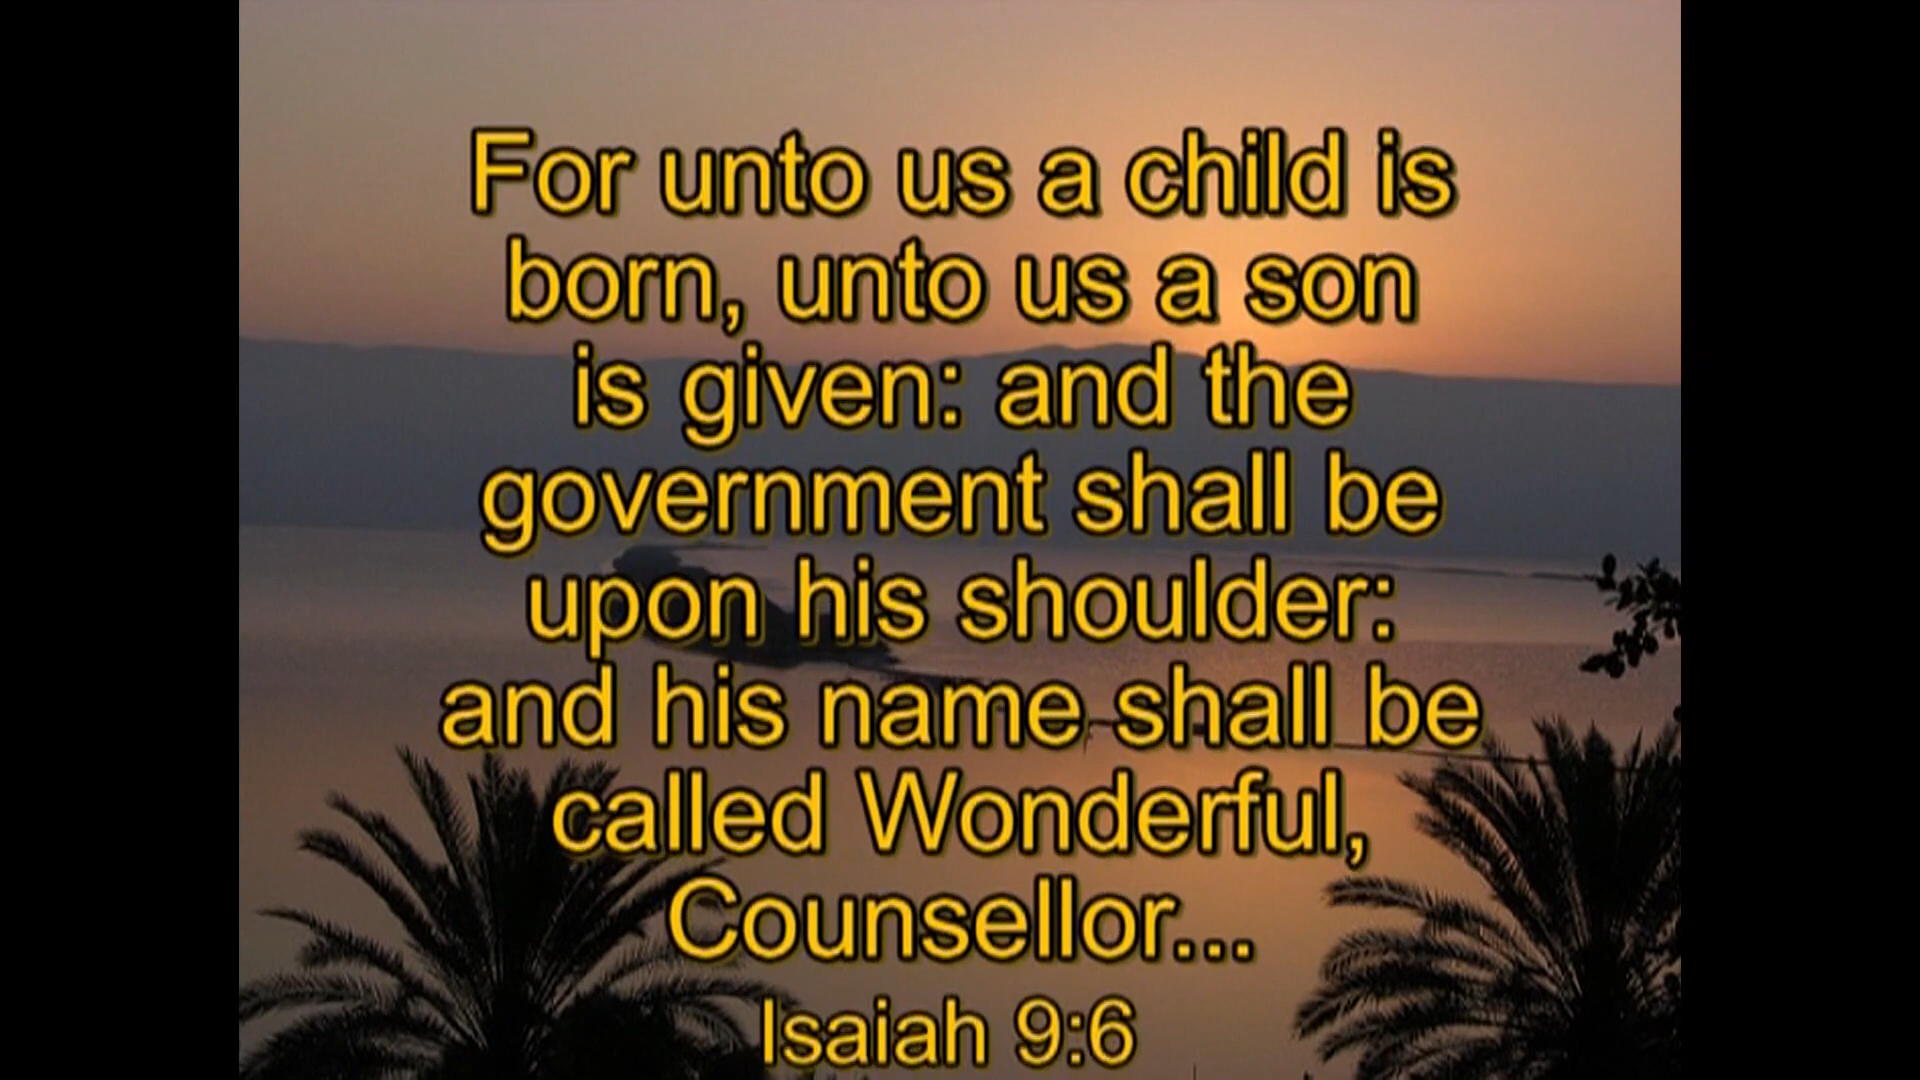 For unto us a child is
born, unto us a son
is given: and the
government shall be
upon his shoulder:
and his name shall be
called Wonderful,
Counsellor...
Isaiah 9:6